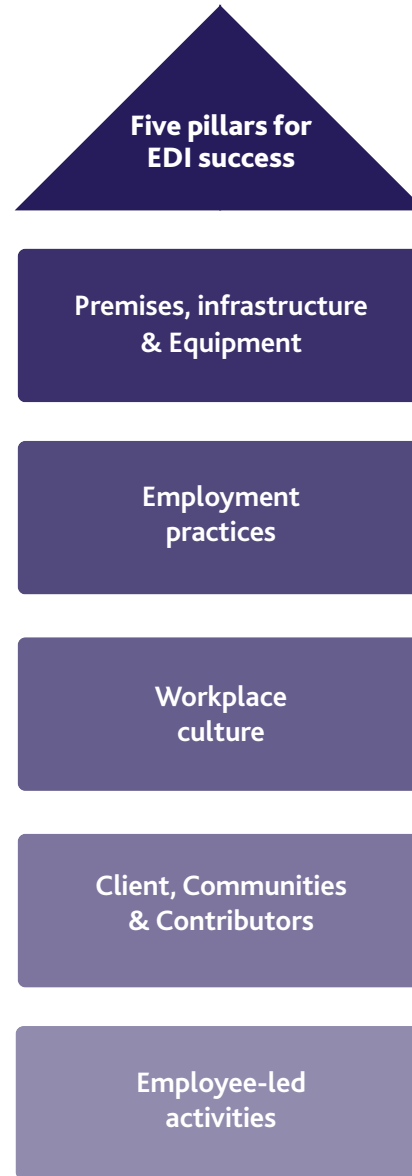 Five pillars for
EDI success
Premises, infrastructure
& Equipment
Employment
practices
Workplace
culture
Client, Communities
& Contributors
Employee-led
activities